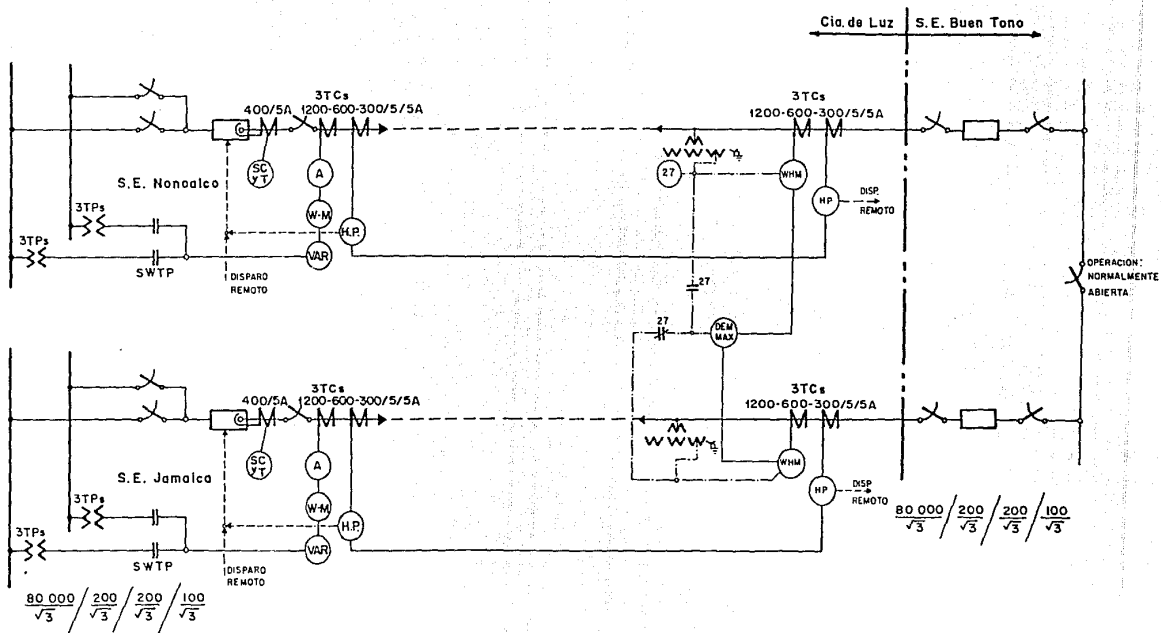 Cia. de Luz
S.E. Buen Tono
3TCs
400/5A
1200-600-300/5/5A
3TCs
1200-600-300/5/5A
S.E. Nonoalco
SC y T
A
27
WHM
W-M.
H.P.
HP
DISP. REMOTO
3TPs
3TPs
SWTP
VAR
DISPARO REMOTO
27
OPERACION: NORMALMENTE ABIERTA
27
DEM MAX
3TCs
400/5A
1200-600-300/5/5A
3TCs
1200-600-300/5/5A
S.E. Jamaica
SC y T
A
WHM
W-M.
H.P.
HP
DISP REMOTO
3TPs
3TPs
SWTP
VAR
DISPARO REMOTO
80 000/√3 / 200/√3 / 200/√3 / 100/√3
80 000/√3 / 200/√3 / 200/√3 / 100/√3